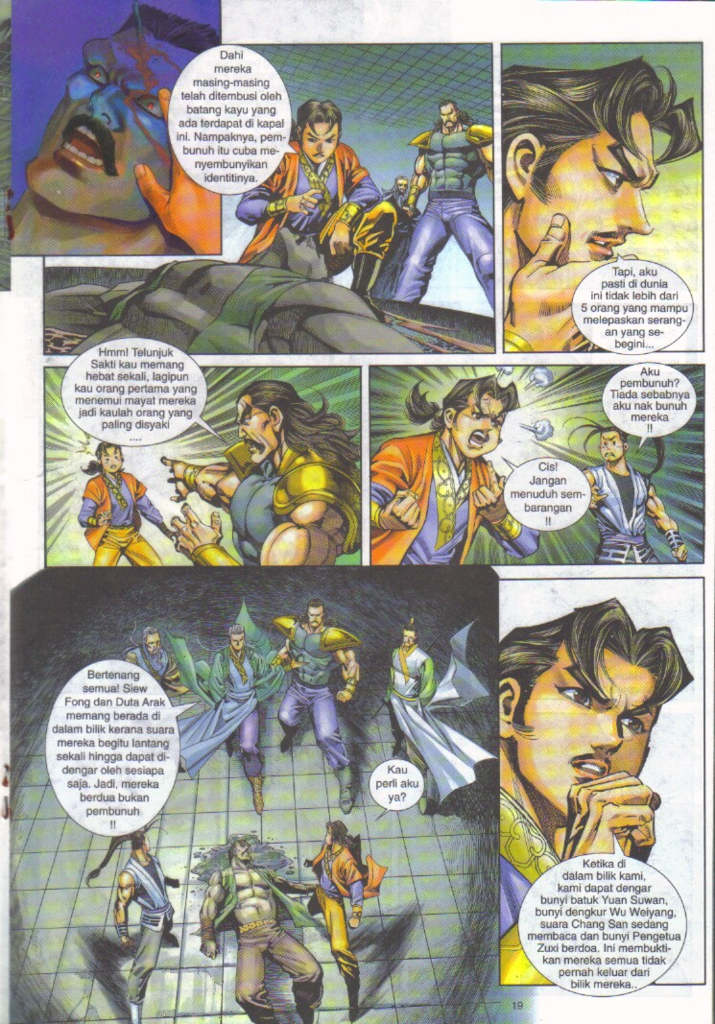 Dahi
mereka
masing-masing
telah ditembusi oleh
batang kayu yang
ada terdapat di kapal
ini. Nampaknya, pem-
bunuh itu cuba me-
nyembunyikan
identitinya.
Tapi, aku
pasti di dunia
ini tidak lebih dari
5 orang yang mampu
melepaskan serang-
an yang se-
begini...
Hmm! Telunjuk
Sakti kau memang
hebat sekali, lagipun
kau orang pertama yang
menemui mayat mereka
jadi kaulah orang yang
paling disyaki
....
Cis!
Jangan
menuduh sem-
barangan
!!
Aku
pembunuh?
Tiada sebabnya
aku nak bunuh
mereka
!!
Bertenang
semua! Siew
Fong dan Duta Arak
memang berada di
dalam bilik kerana suara
mereka begitu lantang
sekali hingga dapat di-
dengar oleh sesiapa
saja. Jadi, mereka
berdua bukan
pembunuh
!!
Kau
perli aku
ya?
Ketika di
dalam bilik kami,
kami dapat dengar
bunyi batuk Yuan Suwan,
bunyi dengkur Wu Weiyang,
suara Chang San sedang
membaca dan bunyi Pengetua
Zuxi berdoa. Ini membukti-
kan mereka semua tidak
pernah keluar dari
bilik mereka..
19